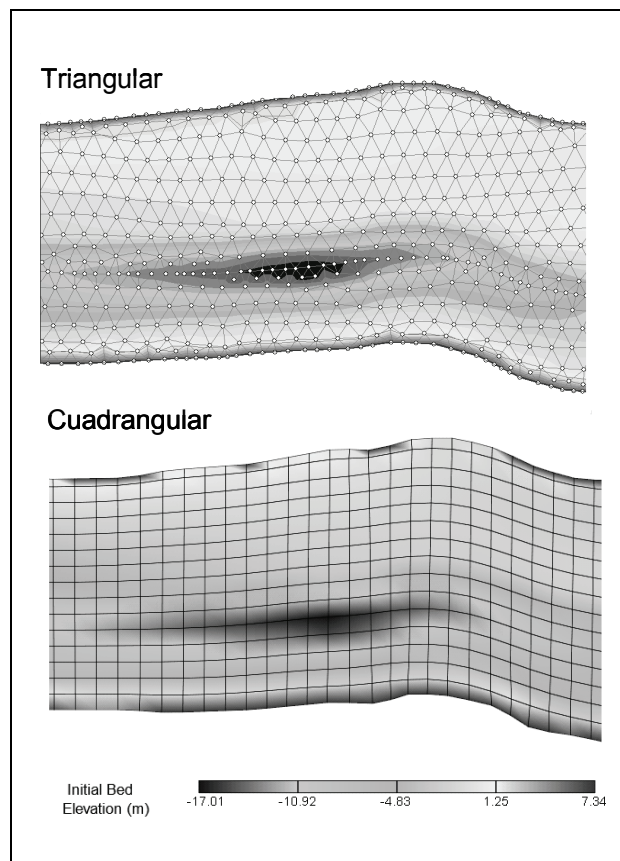 Triangular
Cuadrangular
Initial Bed
Elevation (m)
-17.01 -10.92 -4.83 1.25 7.34